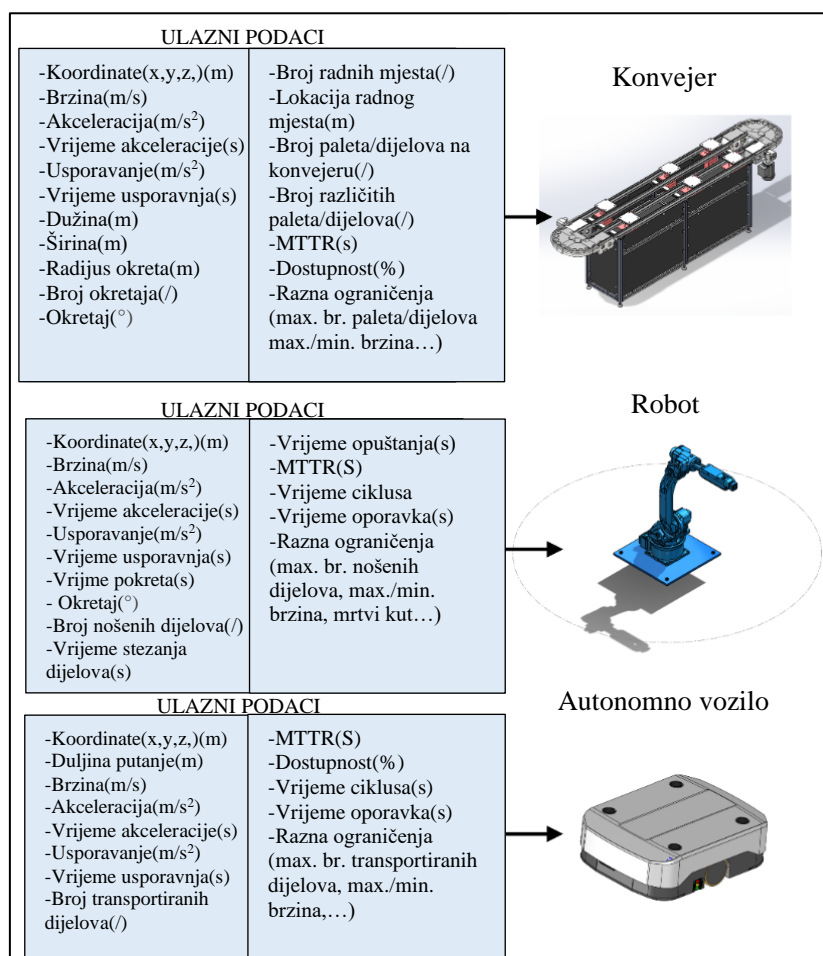 ULAZNI PODACI
-Koordinate(x,y,z,)(m)
-Brzina(m/s)
-Akceleracija(m/s²)
-Vrijeme akceleracije(s)
-Usporavanje(m/s²)
-Vrijeme usporavnja(s)
-Dužina(m)
-Širina(m)
-Radijus okreta(m)
-Broj okretaja(/)
-Okretaj(°)
-Broj radnih mjesta(/)
-Lokacija radnog
mjesta(m)
-Broj paleta/dijelova na
konvejeru(/)
-Broj različitih
paleta/dijelova(/)
-MTTR(s)
-Dostupnost(%)
-Razna ograničenja
(max. br. paleta/dijelova
max./min. brzina…)
Konvejer
ULAZNI PODACI
-Koordinate(x,y,z,)(m)
-Brzina(m/s)
-Akceleracija(m/s²)
-Vrijeme akceleracije(s)
-Usporavanje(m/s²)
-Vrijeme usporavnja(s)
-Vrijme pokreta(s)
- Okretaj(°)
-Broj nošenih dijelova(/)
-Vrijeme stezanja
dijelova(s)
-Vrijeme opuštanja(s)
-MTTR(S)
-Vrijeme ciklusa
-Vrijeme oporavka(s)
-Razna ograničenja
(max. br. nošenih
dijelova, max./min.
brzina, mrtvi kut…)
Robot
ULAZNI PODACI
-Koordinate(x,y,z,)(m)
-Duljina putanje(m)
-Brzina(m/s)
-Akceleracija(m/s²)
-Vrijeme akceleracije(s)
-Usporavanje(m/s²)
-Vrijeme usporavnja(s)
-Broj transportiranih
dijelova(/)
-MTTR(S)
-Dostupnost(%)
-Vrijeme ciklusa(s)
-Vrijeme oporavka(s)
-Razna ograničenja
(max. br. transportiranih
dijelova, max./min.
brzina,…)
Autonomno vozilo